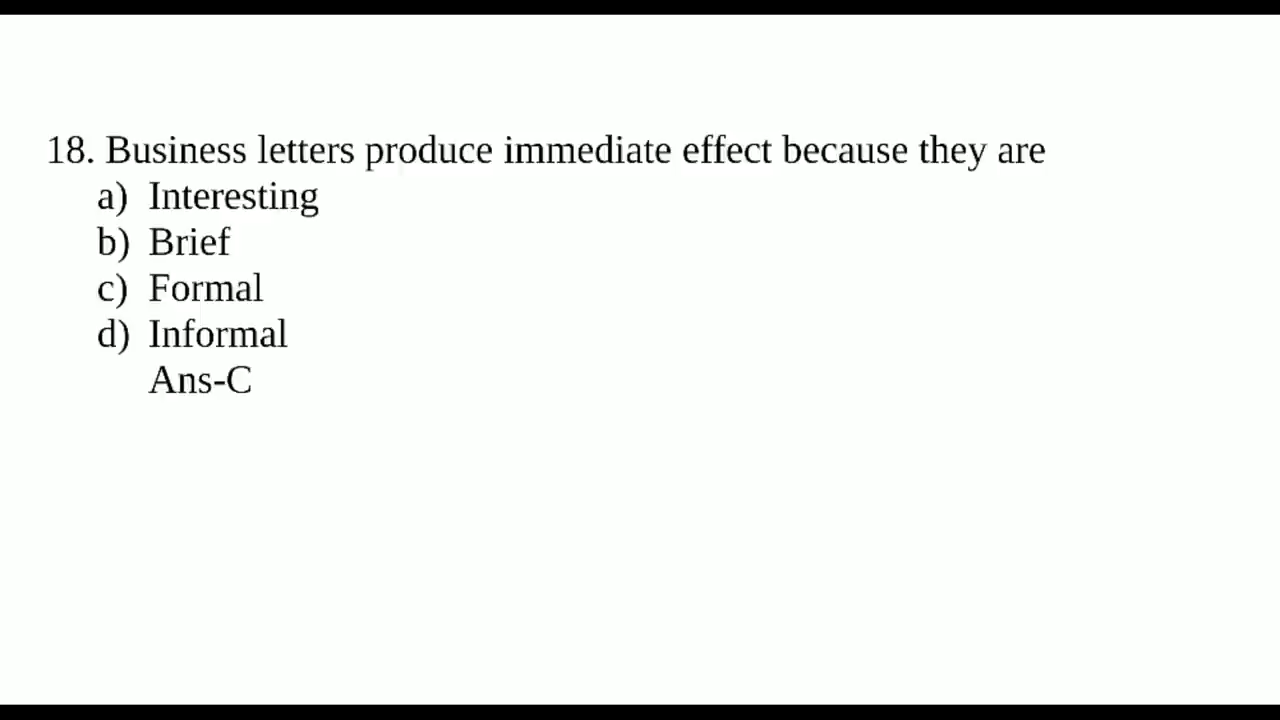 18. Business letters produce immediate effect because they are
a) Interesting
b) Brief
c) Formal
d) Informal
Ans-C